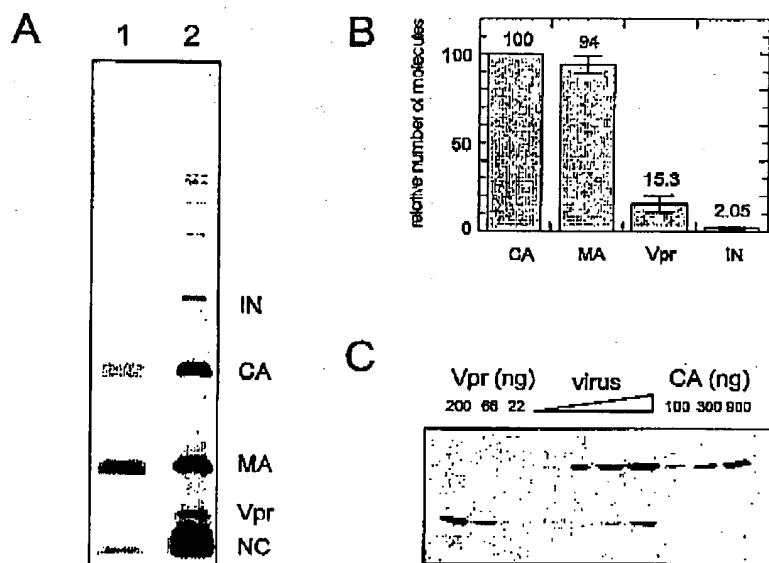 A
1 2
IN
CA
MA
Vpr
NC
B
relative number of molecules
100
50
0
100
94
15.3
2.05
CA MA Vpr IN
C
Vpr (ng) virus CA (ng)
200 66 22 100 300 900